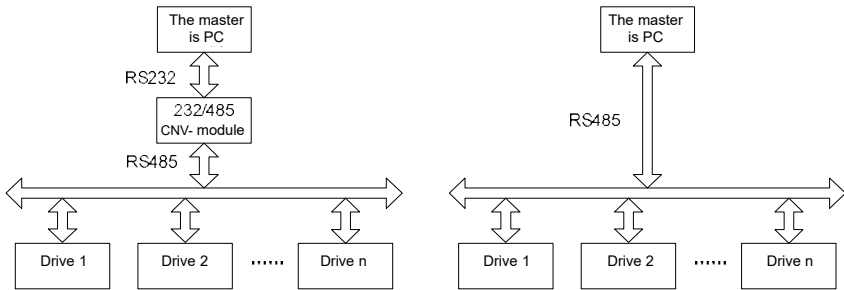 The master
is PC
RS232
232/485
CNV- module
RS485
Drive 1
Drive 2
......
Drive n
The master
is PC
RS485
Drive 1
Drive 2
......
Drive n